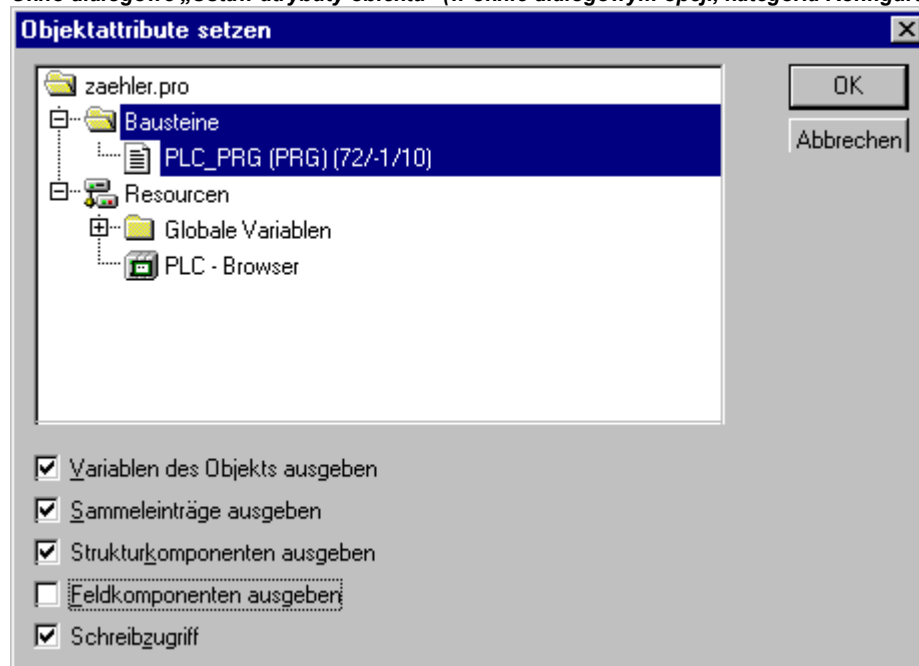 Objektattribute setzen
zaehler.pro
OK
Bausteine
Abbrechen
PLC_PRG (PRG) (72/-1/10)
Resourcen
Globale Variablen
PLC - Browser
Variablen des Objekts ausgeben
Sammeleinträge ausgeben
Strukturkomponenten ausgeben
Feldkomponenten ausgeben
Schreibzugriff